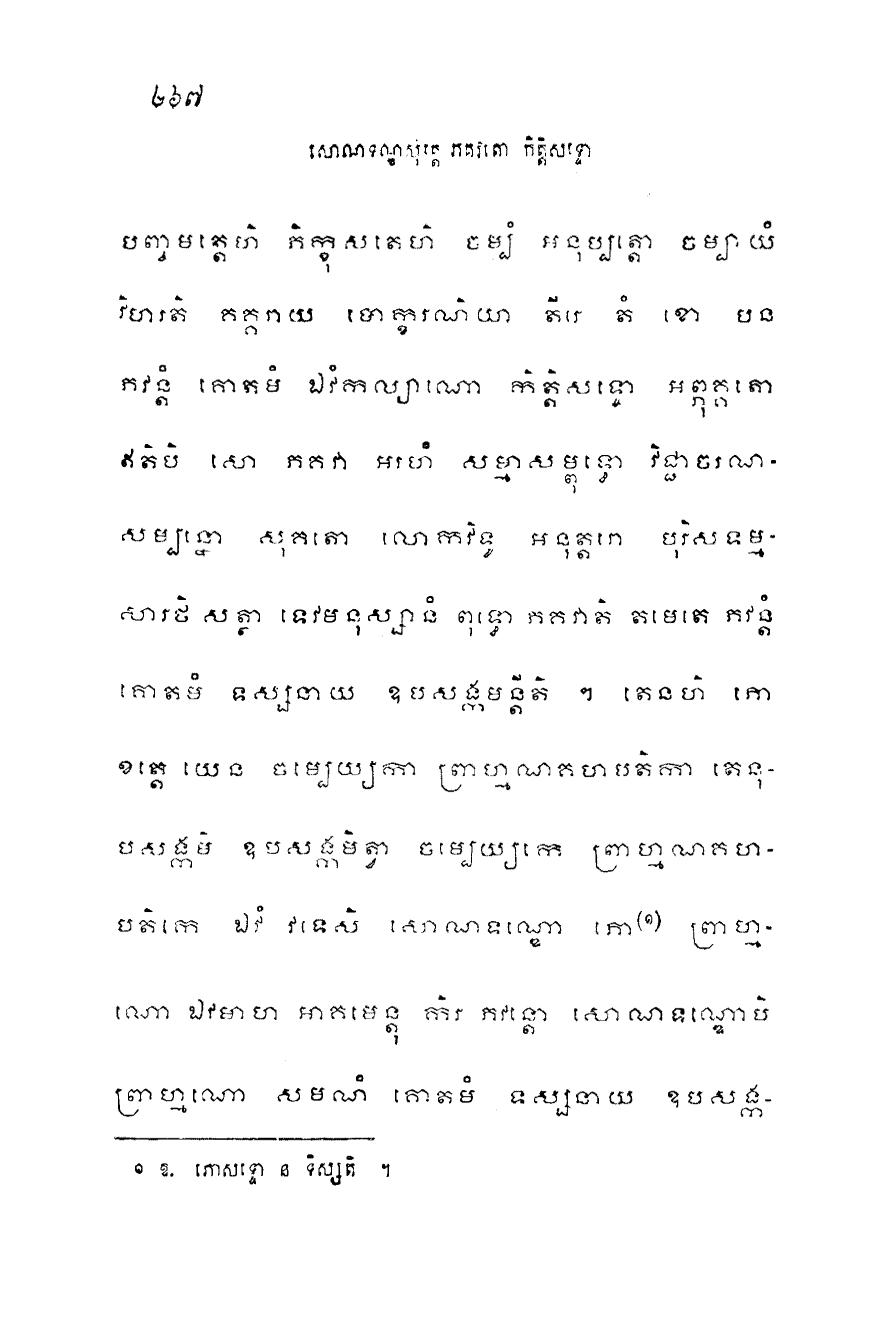 ២៦៧
សោណទណ្ឌសុត្តេ ភគវតោ កិត្តិសទ្ទោ
បញ្ចមត្តេហិ ភិក្ខុសតេហិ ចម្បំ អនុប្បត្តោ ចម្បាយំ
វិហរតិ គគ្គរាយ បោក្ខរណិយា តីរេ តំ ខោ បន
ភវន្តំ គោតមំ ឯវំកល្យាណោ កិត្តិសទ្ទោ អព្ភុគ្គតោ
ឥតិបិ សោ ភគវា អរហំ សម្មាសម្ពុទ្ធោ វិជ្ជាចរណ-
សម្បន្នោ សុគតោ លោកវិទូ អនុត្តរោ បុរិសទម្ម-
សារថិ សត្ថា ទេវមនុស្សានំ ពុទ្ធោ ភគវាតិ តមេតេ ភវន្តំ
គោតមំ ទស្សនាយ ឧបសង្កមន្តីតិ ។ តេនហិ ភោ
ខត្តេ យេន ចម្បេយ្យកា ព្រាហ្មណគហបតិកា តេនុ-
បសង្កមិ ឧបសង្កមិត្វា ចម្បេយ្យកេ ព្រាហ្មណគហ-
បតិកេ ឯវំ វទេសិ សោណទណ្ឌោ ភោ(១) ព្រាហ្ម-
ណោ ឯវមាហ អាគមេន្តុ កិរ ភវន្តោ សោណទណ្ឌោបិ
ព្រាហ្មណោ សមណំ គោតមំ ទស្សនាយ ឧបសង្ក-
១ ឱ. ភោសទ្ទោ ន ទិស្សតិ ។